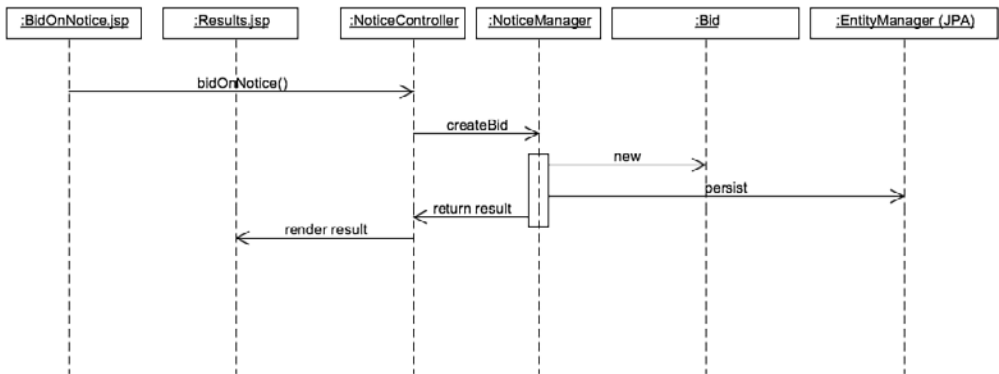 :BidOnNotice.jsp
:Results.jsp
:NoticeController
:NoticeManager
:Bid
:EntityManager (JPA)
bidOnNotice()
createBid
new
persist
return result
render result